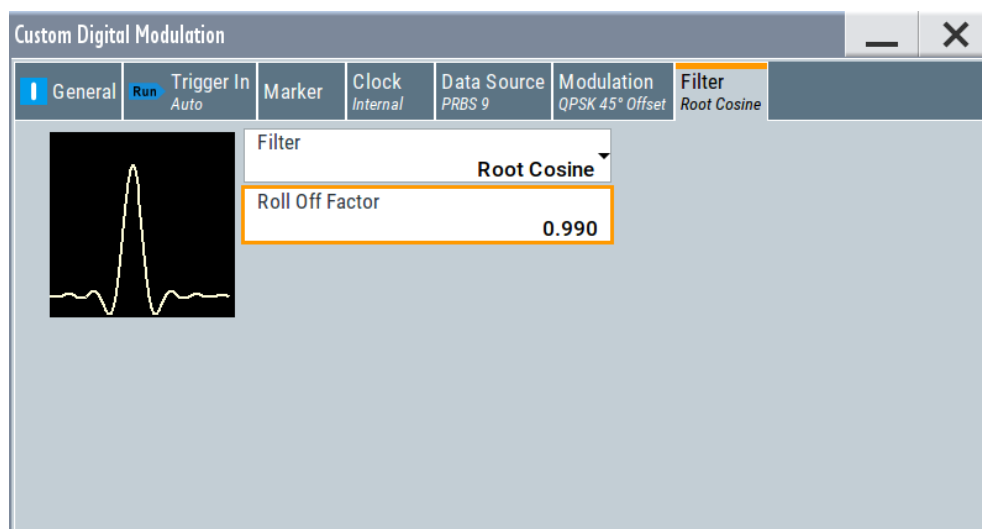 Custom Digital Modulation
General
Run
Trigger In
Auto
Marker
Clock
Internal
Data Source
PRBS 9
Modulation
QPSK 45° Offset
Filter
Root Cosine
Filter
Root Cosine
Roll Off Factor
0.990